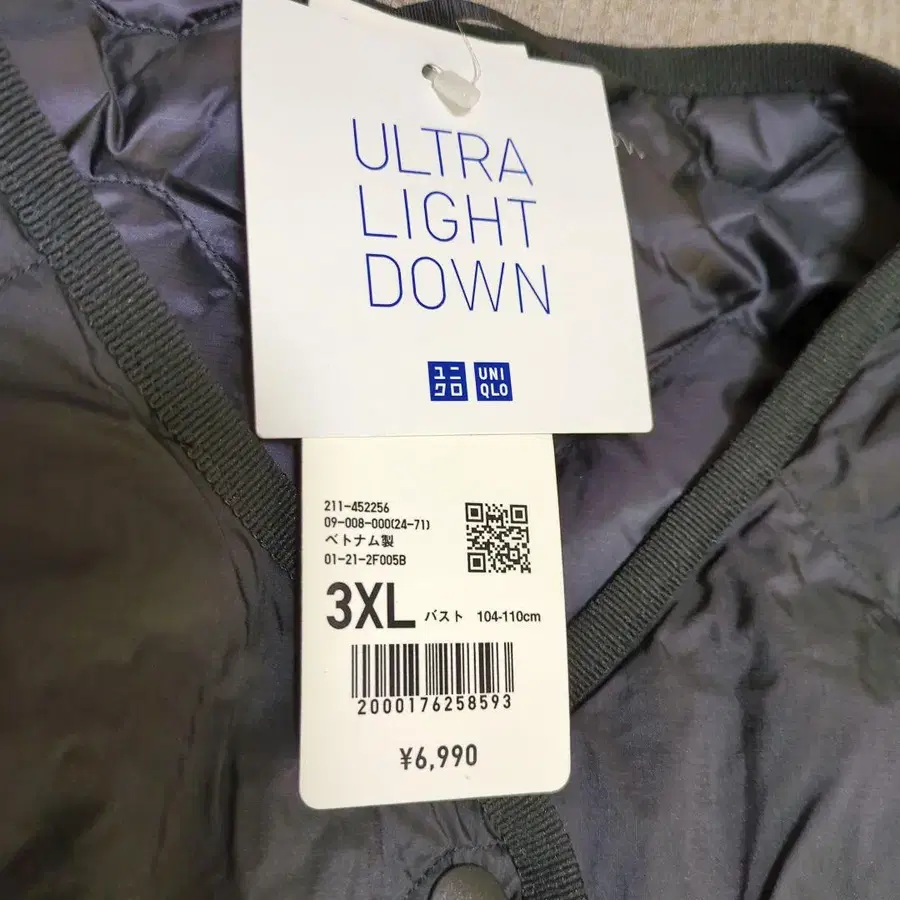 ULTRA
LIGHT
DOWN
ユニ
クロ
UNI
QLO
211-452256
09-008-000(24-71)
ベトナム製
01-21-2F005B
3XL バスト 104-110cm
2000176258593
¥6,990